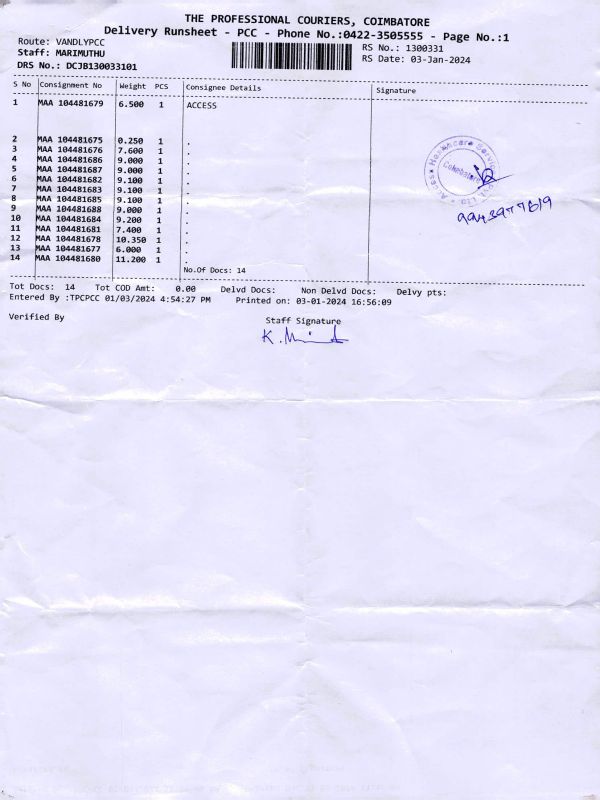 THE PROFESSIONAL COURIERS, COIMBATORE
Delivery Runsheet - PCC - Phone No.:0422-3505555 - Page No.:1
Route: VANDLYPCC
Staff: MARIMUTHU
DRS No.: DCJB130033101
RS No.: 1300331
RS Date: 03-Jan-2024
S No Consignment No Weight PCS Consignee Details Signature
1 MAA 104481679 6.500 1 ACCESS
2 MAA 104481675 0.250 1 .
3 MAA 104481676 7.600 1 .
4 MAA 104481686 9.000 1 .
5 MAA 104481687 9.000 1 .
6 MAA 104481682 9.100 1 .
7 MAA 104481683 9.100 1 .
8 MAA 104481685 9.100 1 .
9 MAA 104481688 9.000 1 .
10 MAA 104481684 9.200 1 .
11 MAA 104481681 7.400 1 .
12 MAA 104481678 10.350 1 .
13 MAA 104481677 6.000 1 .
14 MAA 104481680 11.200 1 .
Access Healthcare Services Pvt Ltd
Coimbatore
No.Of Docs: 14
Tot Docs: 14 Tot COD Amt: 0.00 Delvd Docs: Non Delvd Docs: Delvy pts:
Entered By :TPCPCC 01/03/2024 4:54:27 PM Printed on: 03-01-2024 16:56:09
Verified By
Staff Signature